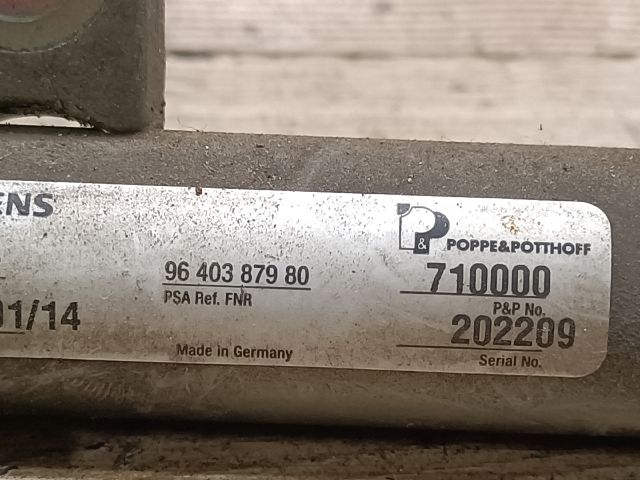 ENS
P& POPPE&POTTHOFF
96 403 879 80
710000
PSA Ref. FNR
P&P No.
01/14
202209
Made in Germany
Serial No.